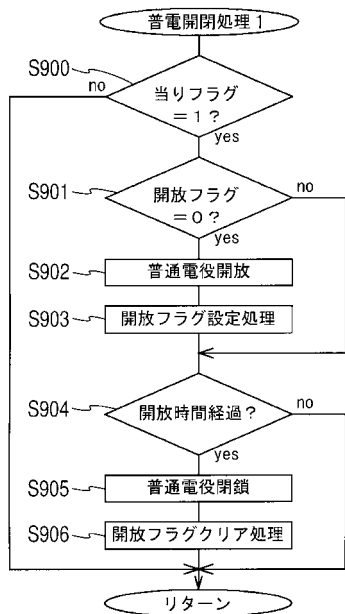 普電開閉処理1
S900
no
当りフラグ
=1?
yes
S901
開放フラグ
=0?
no
yes
S902
普通電役開放
S903
開放フラグ設定処理
S904
開放時間経過?
no
yes
S905
普通電役閉鎖
S906
開放フラグクリア処理
リターン